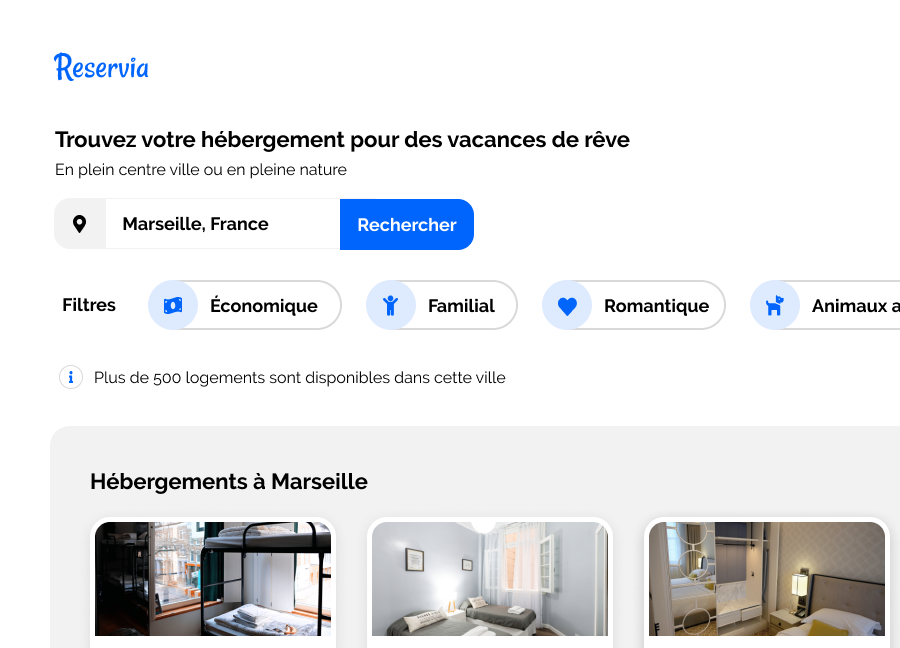 Reservia
Trouvez votre hébergement pour des vacances de rêve
En plein centre ville ou en pleine nature
Marseille, France
Rechercher
Filtres
Économique
Familial
Romantique
Animaux a
Plus de 500 logements sont disponibles dans cette ville
Hébergements à Marseille